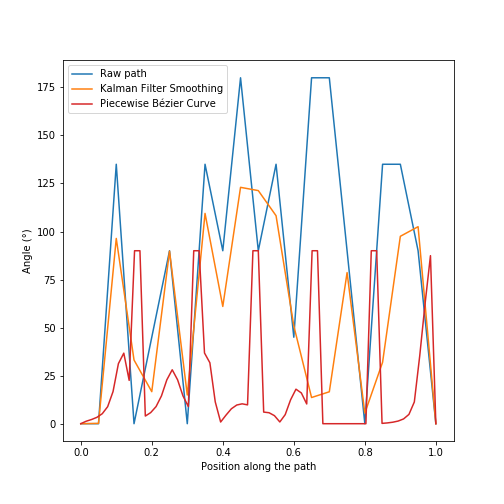 Raw path
Kalman Filter Smoothing
Piecewise Bézier Curve
175
150
125
100
75
50
25
0
Angle (°)
0.0 0.2 0.4 0.6 0.8 1.0
Position along the path